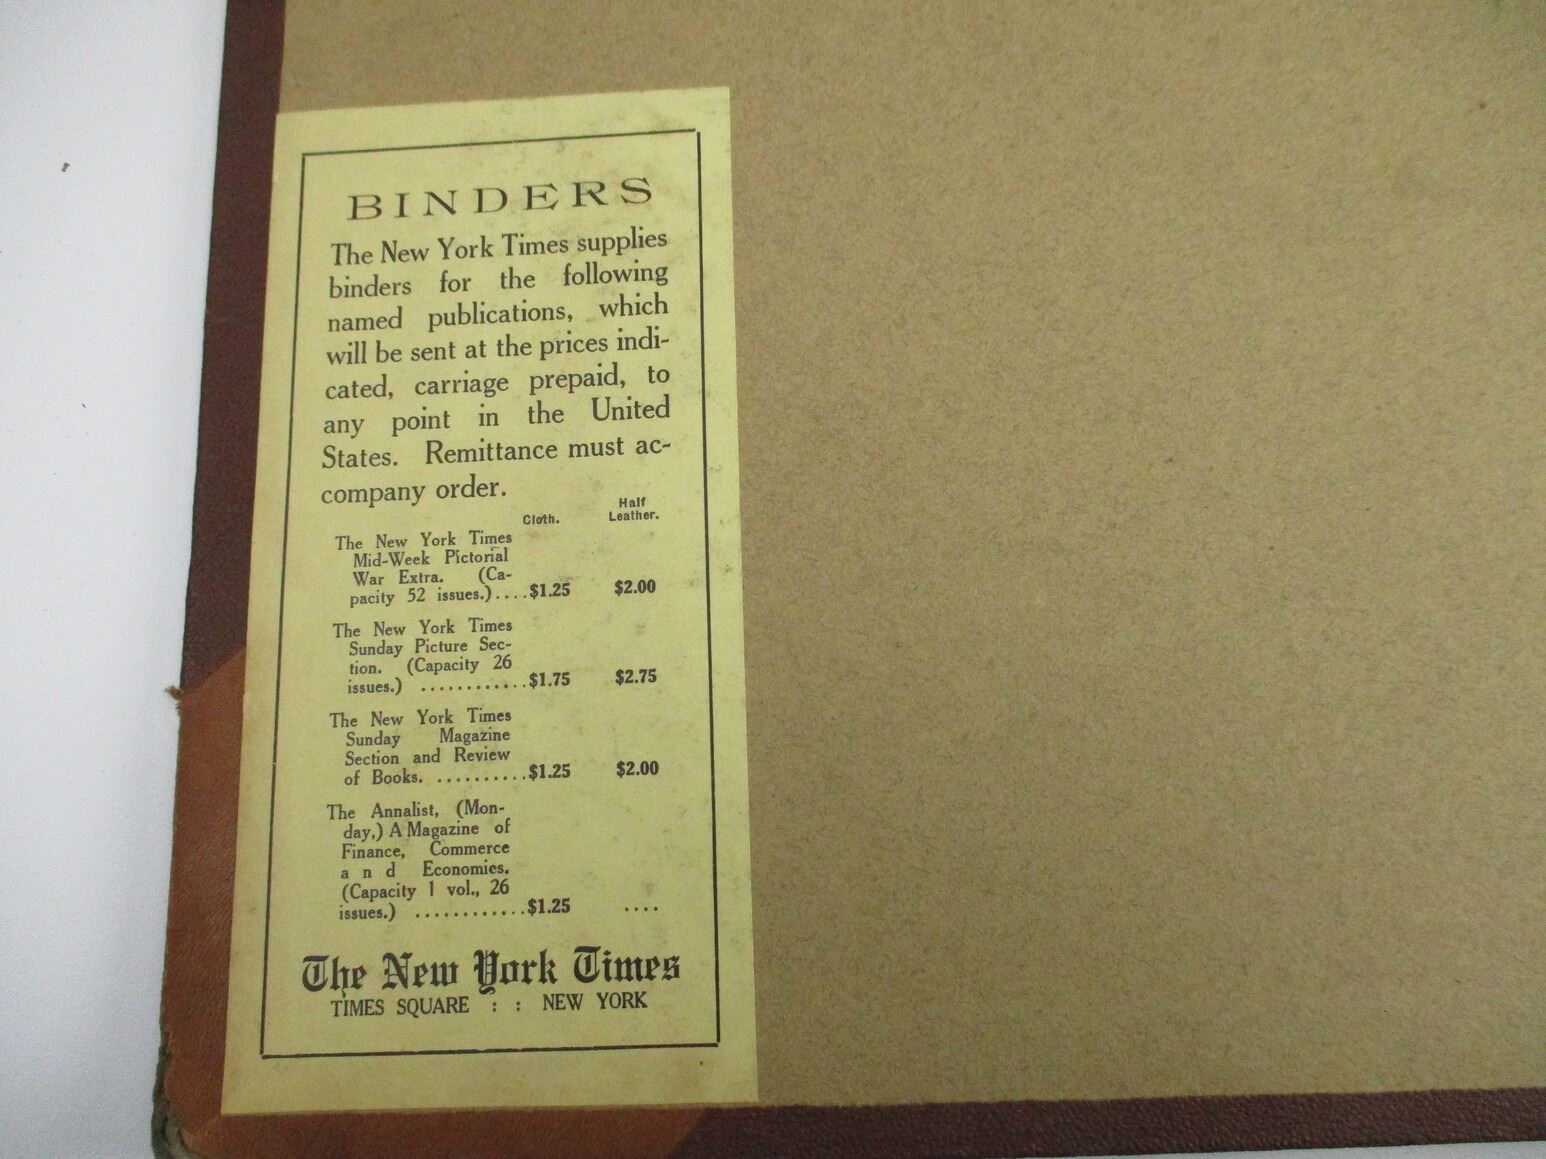 BINDERS
The New York Times supplies
binders for the following
named publications, which
will be sent at the prices indi-
cated, carriage prepaid, to
any point in the United
States. Remittance must ac-
company order.
Cloth. Half
Leather.
The New York Times
Mid-Week Pictorial
War Extra. (Ca-
pacity 52 issues.)....$1.25 $2.00
The New York Times
Sunday Picture Sec-
tion. (Capacity 26
issues.) ............$1.75 $2.75
The New York Times
Sunday Magazine
Section and Review
of Books. ..........$1.25 $2.00
The Annalist, (Mon-
day,) A Magazine of
Finance, Commerce
and Economics.
(Capacity 1 vol., 26
issues.) ............$1.25 ....
The New York Times
TIMES SQUARE : : NEW YORK